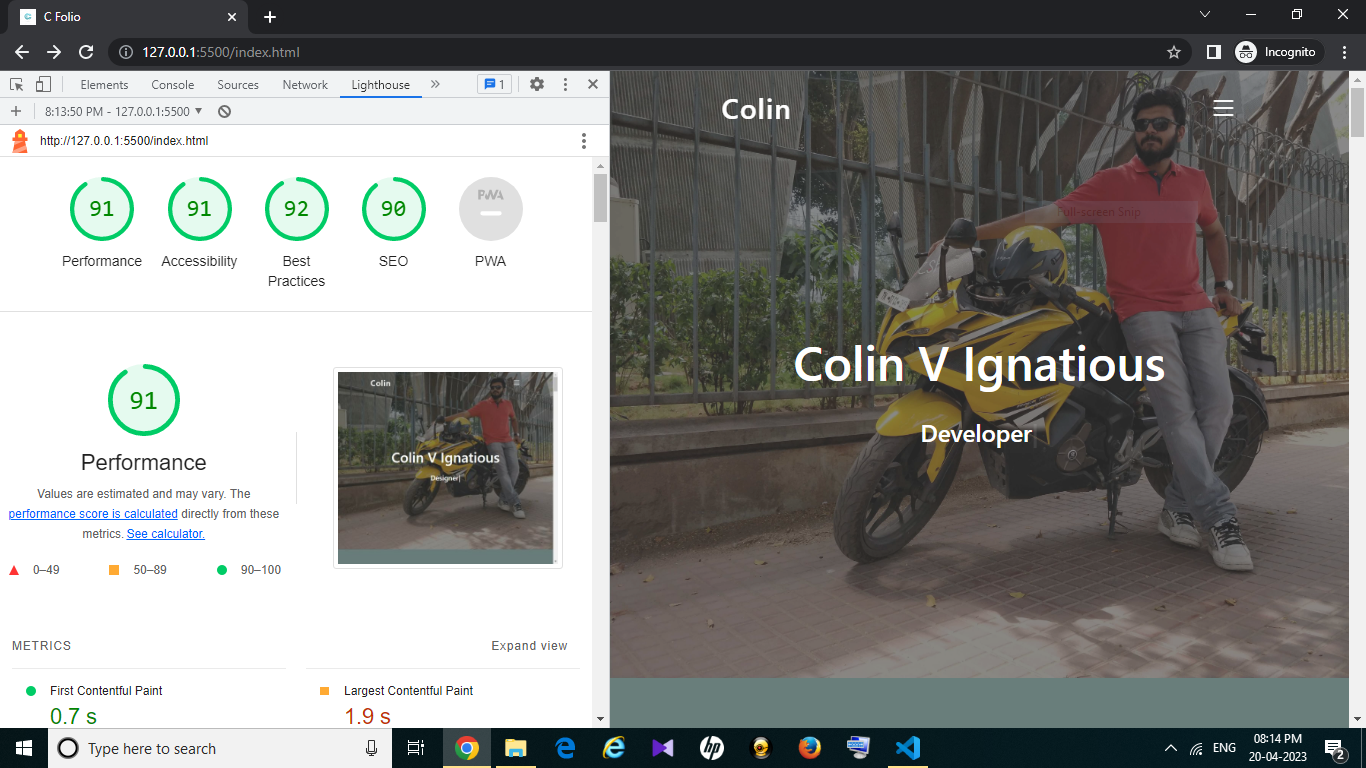 C Folio
127.0.0.1:5500/index.html
Incognito
Elements Console Sources Network Lighthouse 1
8:13:50 PM - 127.0.0.1:5500
http://127.0.0.1:5500/index.html
91 91 92 90 PWA
Performance Accessibility Best Practices SEO PWA
91
Performance
Values are estimated and may vary. The
performance score is calculated directly from these
metrics. See calculator.
0–49 50–89 90–100
Colin
Colin V Ignatious
Designer
METRICS Expand view
First Contentful Paint
0.7 s
Largest Contentful Paint
1.9 s
Colin
Full-screen Snip
Colin V Ignatious
Developer
Type here to search
hp
ENG
08:14 PM
20-04-2023
2